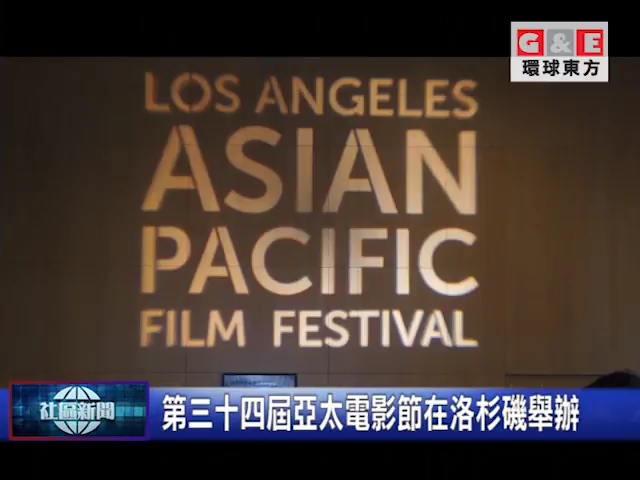 G&E
環球東方
LOS ANGELES
ASIAN
PACIFIC
FILM FESTIVAL
社區新聞
第三十四屆亞太電影節在洛杉磯舉辦